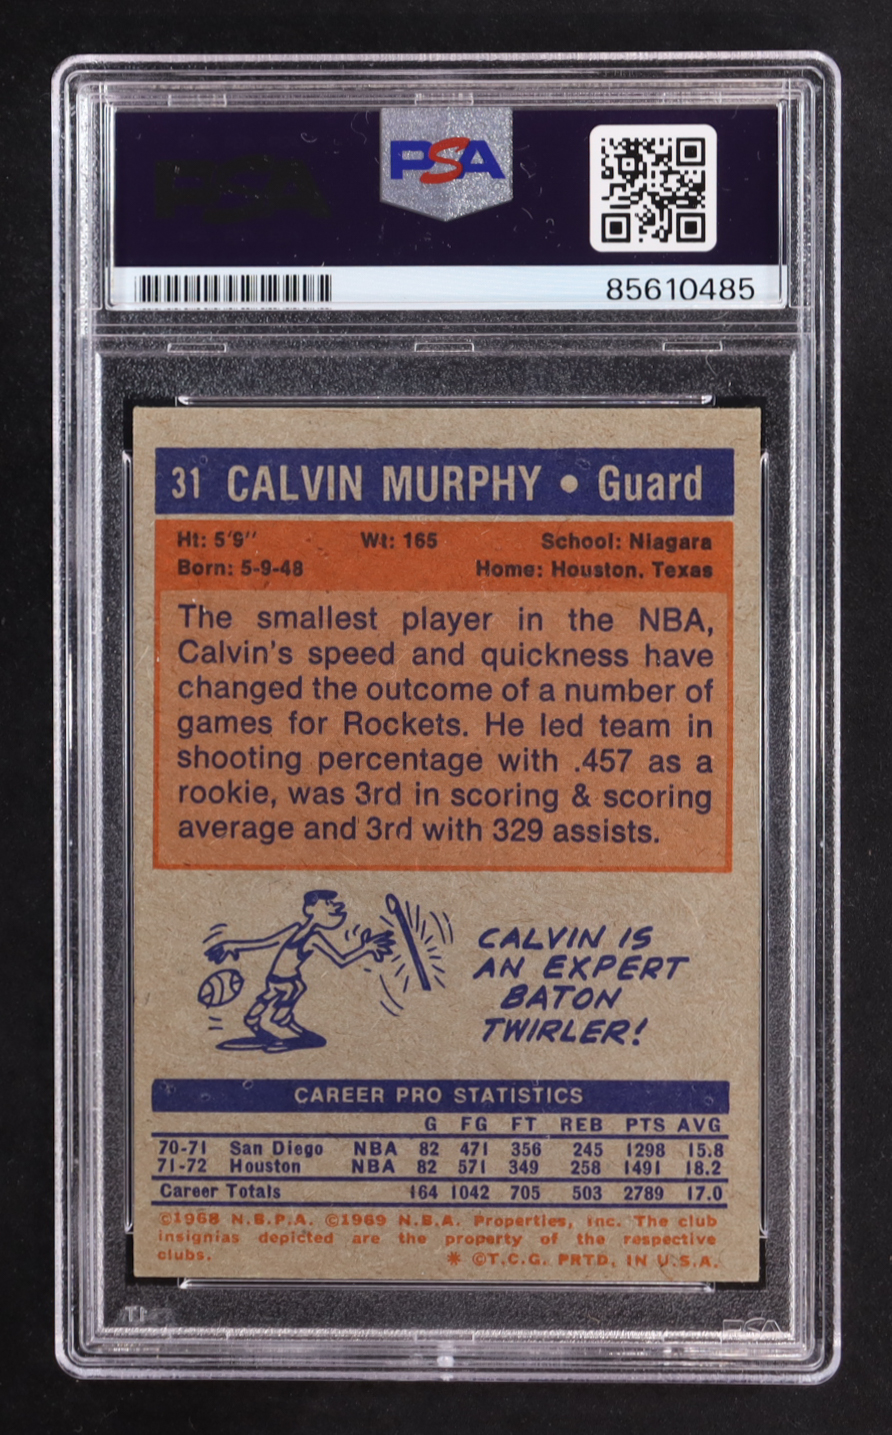 PSA
85610485
31 CALVIN MURPHY • Guard
Ht: 5'9" Wt: 165 School: Niagara
Born: 5-9-48 Home: Houston, Texas
The smallest player in the NBA,
Calvin's speed and quickness have
changed the outcome of a number of
games for Rockets. He led team in
shooting percentage with .457 as a
rookie, was 3rd in scoring & scoring
average and 3rd with 329 assists.
CALVIN IS
AN EXPERT
BATON
TWIRLER!
CAREER PRO STATISTICS
G FG FT REB PTS AVG
70-71 San Diego NBA 82 471 356 245 1298 15.8
71-72 Houston NBA 82 571 349 258 1491 18.2
Career Totals 164 1042 705 503 2789 17.0
©1968 N.B.P.A. ©1969 N.B.A. Properties, Inc. The club
insignias depicted are the property of the respective
clubs. * ©T.C.G. PRTD. IN U.S.A.
PSA